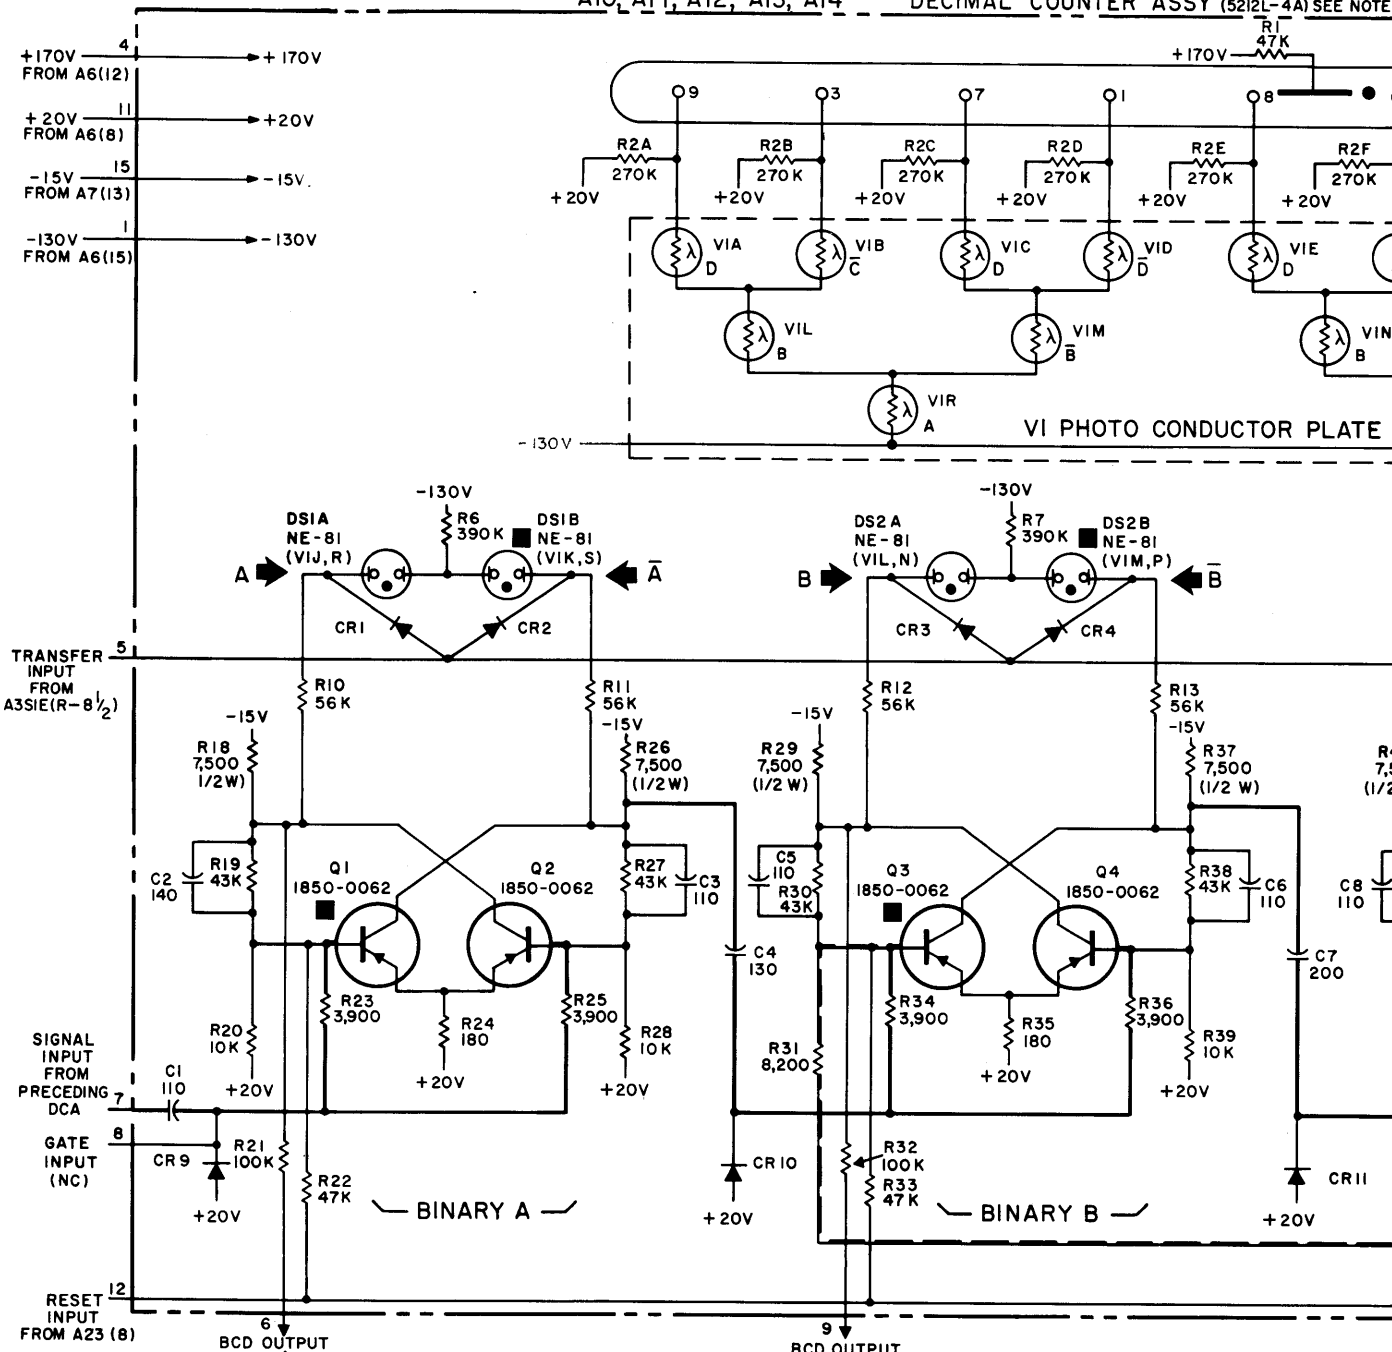 A10, A11, A12, A13, A14 DECIMAL COUNTER ASSY (5212L-4A) SEE NOTE
+170V
FROM A6(12)
4
+170V
+20V
FROM A6(8)
11
+20V
-15V
FROM A7(13)
15
-15V
-130V
FROM A6(15)
1
-130V
R1
47K
+170V
9
3
7
1
8
R2A
270K
+20V
R2B
270K
+20V
R2C
270K
+20V
R2D
270K
+20V
R2E
270K
+20V
R2F
270K
+20V
V1A
D
V1B
C̅
V1C
D
V1D
D̅
V1E
D
V1L
B
V1M
B̅
V1N
B
V1R
A
-130V
V1 PHOTO CONDUCTOR PLATE
-130V
R6
390K
DS1A
NE-81
(V1J,R)
DS1B
NE-81
(V1K,S)
A
A̅
CR1
CR2
-130V
R7
390K
DS2A
NE-81
(V1L,N)
DS2B
NE-81
(V1M,P)
B
B̅
CR3
CR4
TRANSFER
INPUT
FROM
A3S1E(R-8½)
5
R10
56K
R11
56K
R12
56K
R13
56K
-15V
R18
7,500
1/2W)
-15V
R26
7,500
(1/2W)
-15V
R29
7,500
(1/2 W)
-15V
R37
7,500
(1/2 W)
C2
140
R19
43K
Q1
1850-0062
Q2
1850-0062
R27
43K
C3
110
C5
110
R30
43K
Q3
1850-0062
Q4
1850-0062
R38
43K
C6
110
C8
110
C4
130
C7
200
R20
10K
+20V
R23
3,900
R24
180
+20V
R25
3,900
R28
10K
+20V
R31
8,200
R34
3,900
R35
180
+20V
R36
3,900
R39
10K
+20V
SIGNAL
INPUT
FROM
PRECEDING
DCA
7
C1
110
GATE
INPUT
(NC)
8
CR9
+20V
R21
100K
R22
47K
BINARY A
CR10
+20V
R32
100K
R33
47K
BINARY B
CR11
+20V
RESET
INPUT
FROM A23 (8)
12
6
BCD OUTPUT
9
BCD OUTPUT